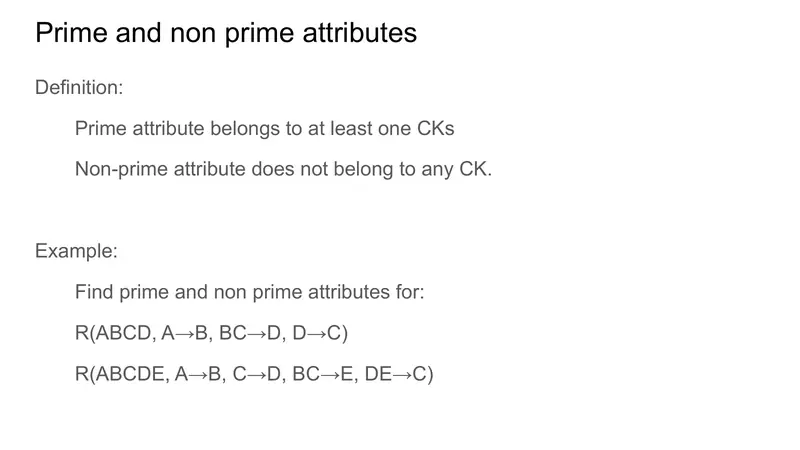 Prime and non prime attributes
Definition:
Prime attribute belongs to at least one CKs
Non-prime attribute does not belong to any CK.
Example:
Find prime and non prime attributes for:
R(ABCD, A→B, BC→D, D→C)
R(ABCDE, A→B, C→D, BC→E, DE→C)